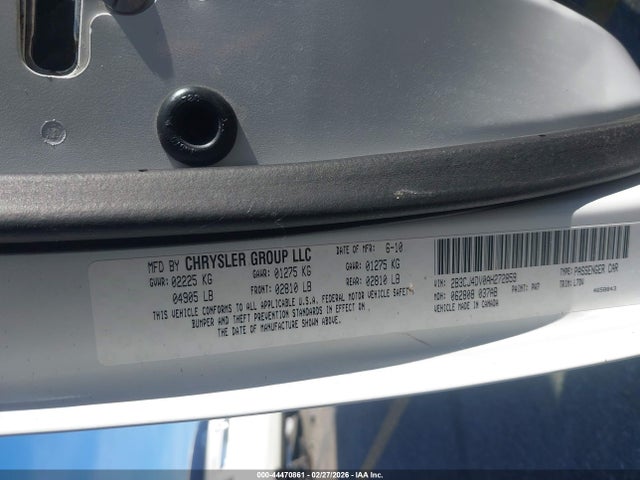 MFD BY CHRYSLER GROUP LLC DATE OF MFR: 6-10
GVWR: 02225 KG GAWR: 01275 KG GAWR: 01275 KG
04905 LB FRONT: 02810 LB REAR: 02810 LB
THIS VEHICLE CONFORMS TO ALL APPLICABLE U.S.A. FEDERAL MOTOR VEHICLE SAFETY,
BUMPER AND THEFT PREVENTION STANDARDS IN EFFECT ON
THE DATE OF MANUFACTURE SHOWN ABOVE.
VIN: 2B3CJ4DV0AH272859 TYPE: PASSENGER CAR
MDH: 062808 037AB PAINT: PW7 TRIM: LTDV
VEHICLE MADE IN CANADA
000-44470861 - 02/27/2026 - © IAA Inc.